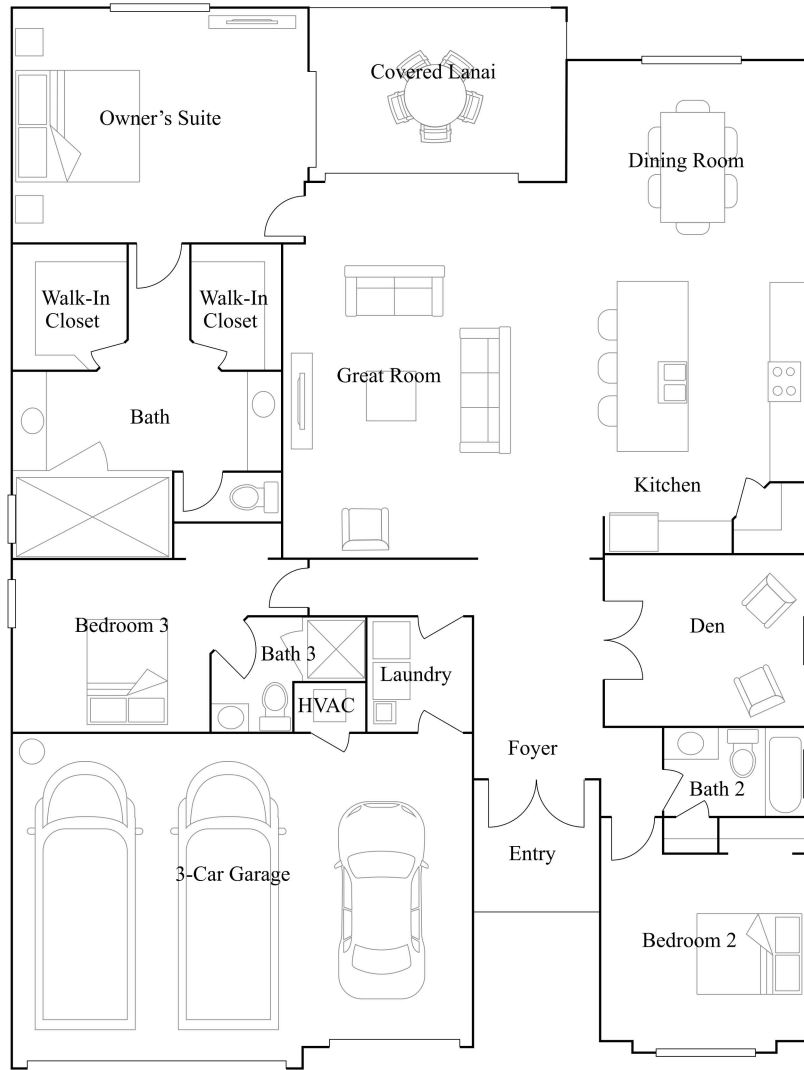 Covered Lanai
Owner's Suite
Dining Room
Walk-In
Closet
Walk-In
Closet
Great Room
Bath
Kitchen
Bedroom 3
Den
Bath 3
Laundry
HVAC
Foyer
Bath 2
Entry
3-Car Garage
Bedroom 2